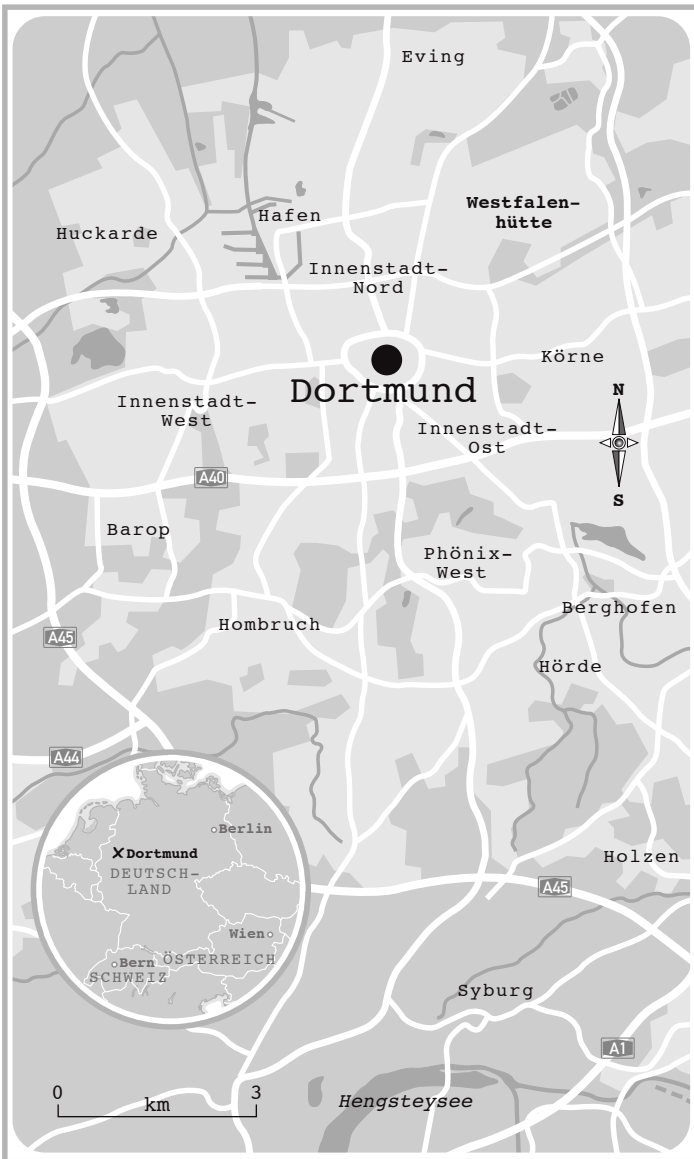 Eving
Westfalen-
hütte
Hafen
Huckarde
Innenstadt-
Nord
Körne
Dortmund
Innenstadt-
West
N
Innenstadt-
Ost
A40
S
Barop
Phönix-
West
Berghofen
Hombruch
A45
Hörde
A44
Berlin
Dortmund
DEUTSCH-
LAND
Holzen
A45
Wien
Bern
ÖSTERREICH
SCHWEIZ
Syburg
A1
0 3
km
Hengsteysee